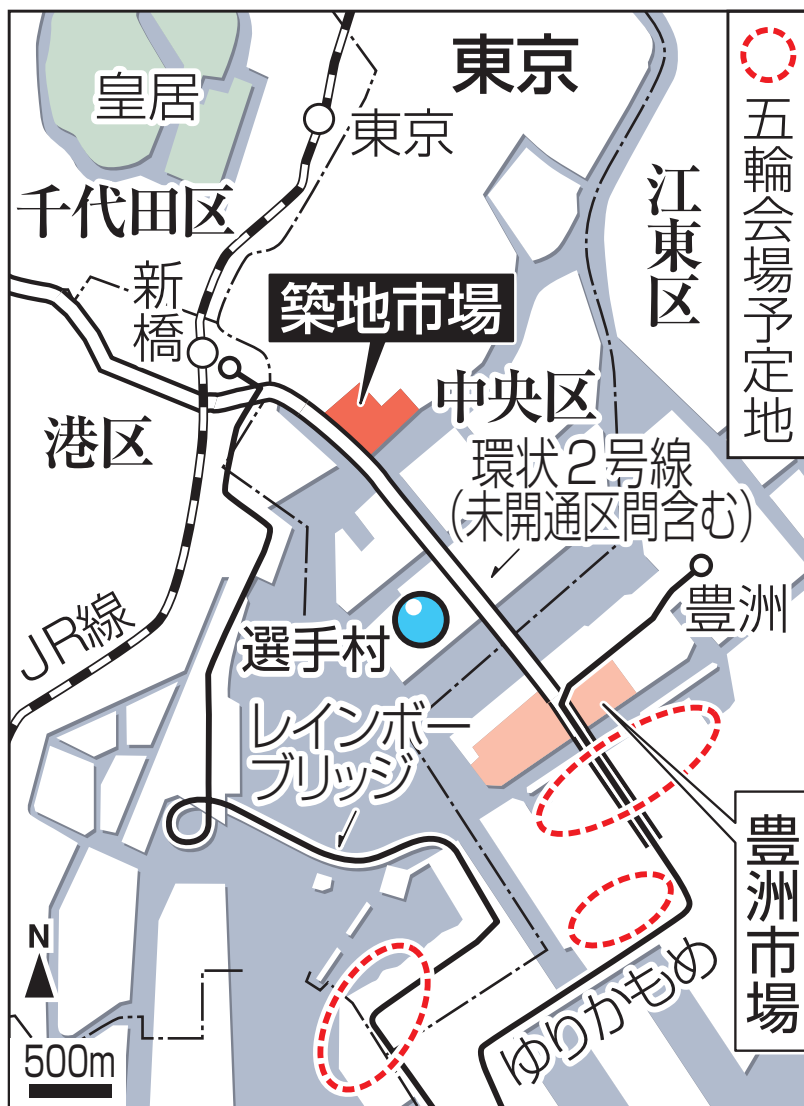 五輪会場予定地
東京
皇居
東京
千代田区
江東区
新橋
築地市場
中央区
港区
環状2号線
(未開通区間含む)
豊洲
JR線
選手村
レインボー
ブリッジ
豊洲市場
ゆりかもめ
N
500m